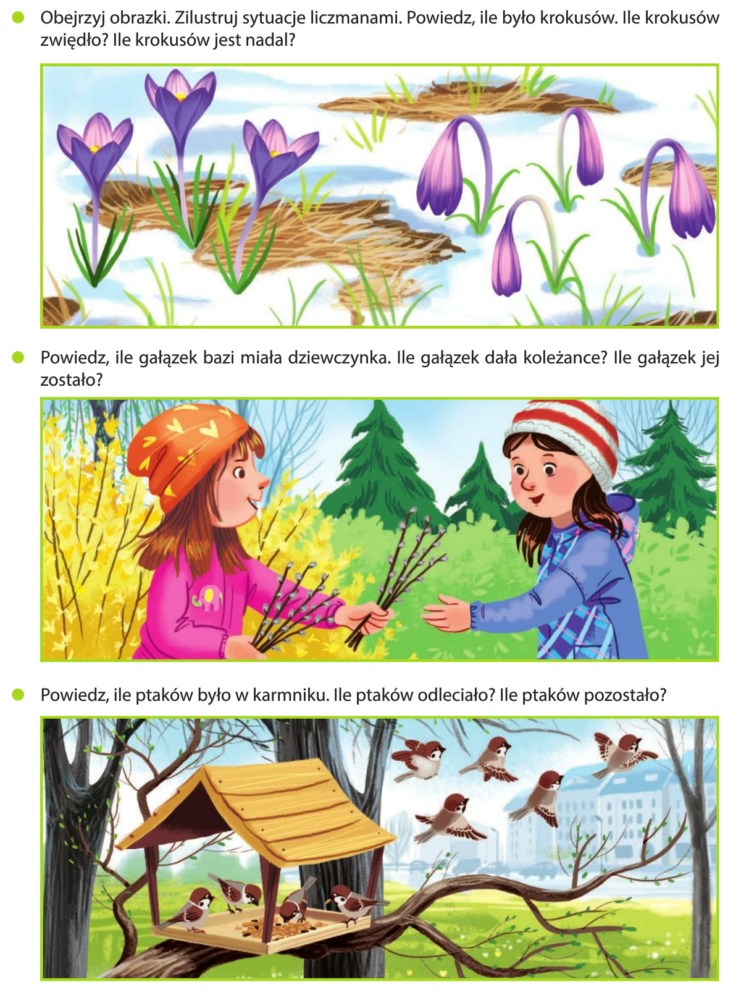 Obejrzyj obrazki. Zilustruj sytuacje liczmanami. Powiedz, ile było krokusów. Ile krokusów
zwiędło? Ile krokusów jest nadal?
Powiedz, ile gałązek bazi miała dziewczynka. Ile gałązek dała koleżance? Ile gałązek jej
zostało?
Powiedz, ile ptaków było w karmniku. Ile ptaków odleciało? Ile ptaków pozostało?